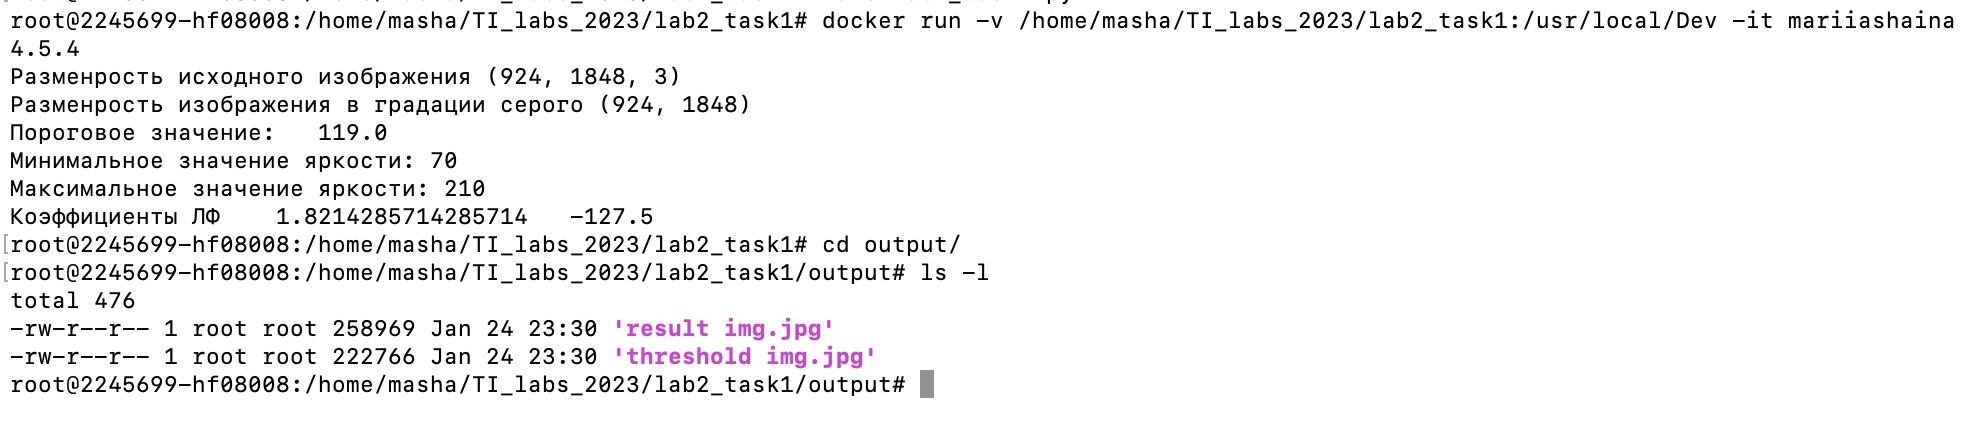 root@2245699-hf08008:/home/masha/TI_labs_2023/lab2_task1# docker run -v /home/masha/TI_labs_2023/lab2_task1:/usr/local/Dev -it mariiashaina
4.5.4
Разменрость исходного изображения (924, 1848, 3)
Разменрость изображения в градации серого (924, 1848)
Пороговое значение:   119.0
Минимальное значение яркости: 70
Максимальное значение яркости: 210
Коэффициенты ЛФ    1.8214285714285714   -127.5
[root@2245699-hf08008:/home/masha/TI_labs_2023/lab2_task1# cd output/
[root@2245699-hf08008:/home/masha/TI_labs_2023/lab2_task1/output# ls -l
total 476
-rw-r--r-- 1 root root 258969 Jan 24 23:30 'result img.jpg'
-rw-r--r-- 1 root root 222766 Jan 24 23:30 'threshold img.jpg'
root@2245699-hf08008:/home/masha/TI_labs_2023/lab2_task1/output#